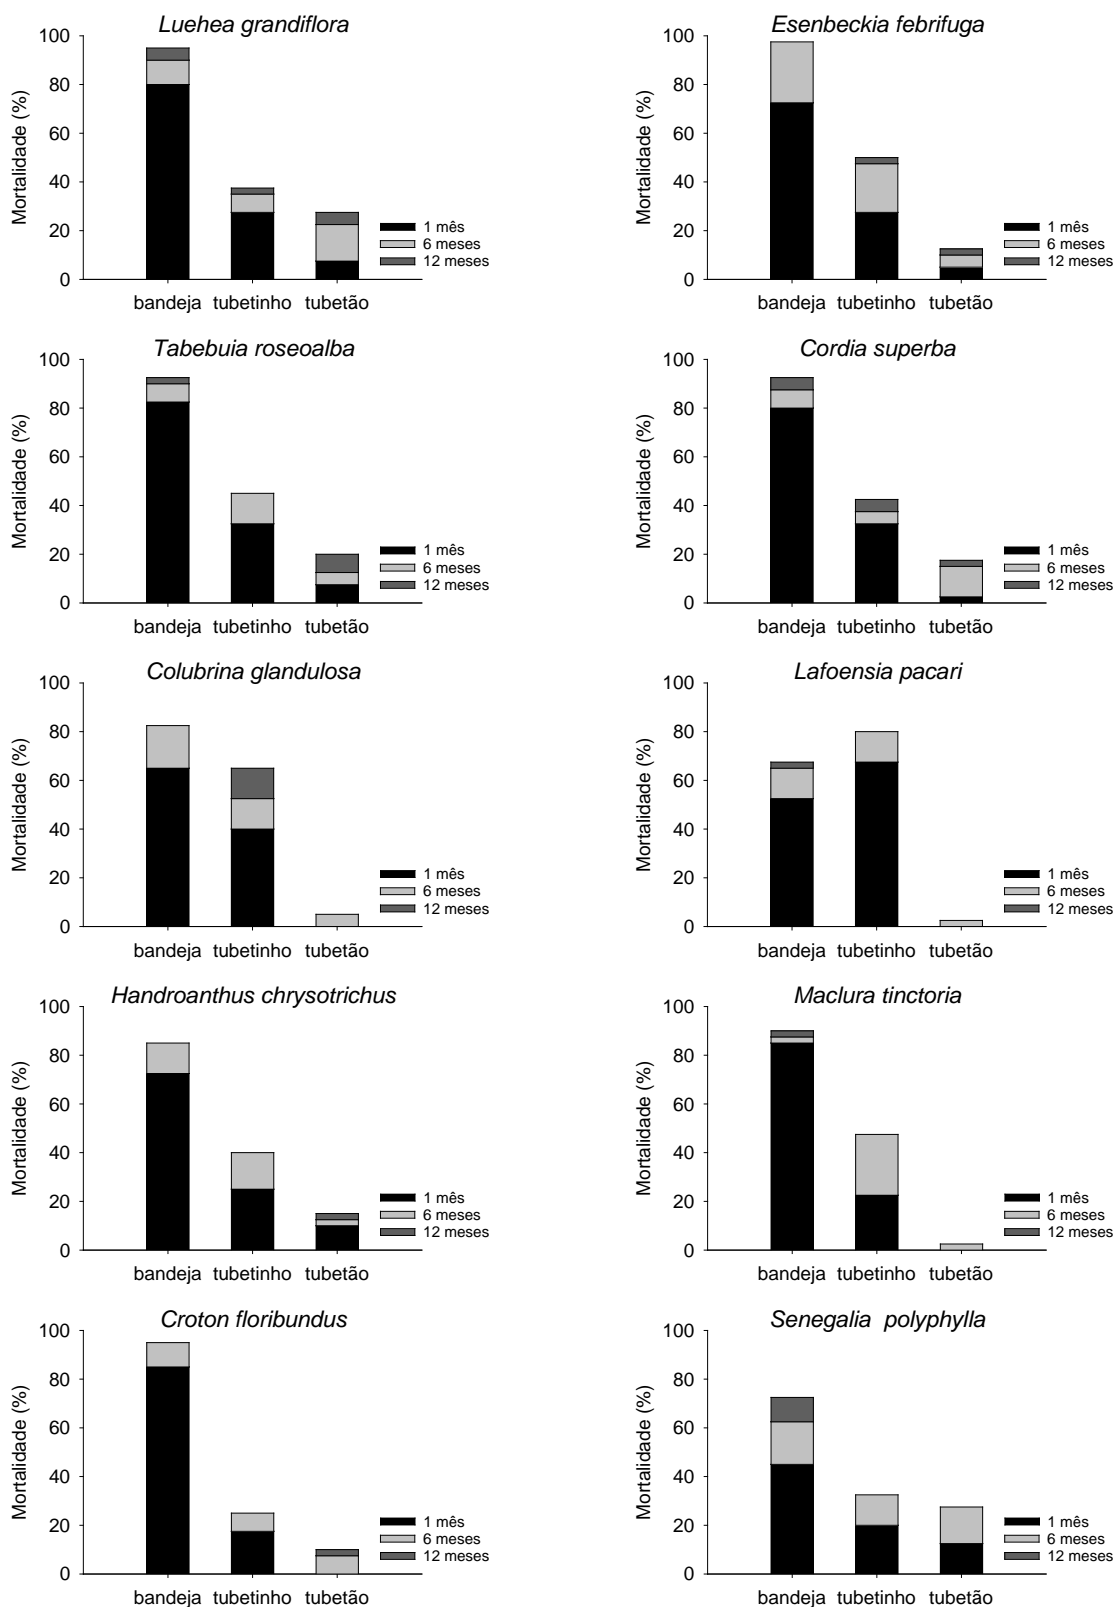 Luehea grandiflora
Mortalidade (%)
100
80
60
40
20
0
bandeja tubetinho tubetão
1 mês
6 meses
12 meses
Esenbeckia febrifuga
Mortalidade (%)
100
80
60
40
20
0
bandeja tubetinho tubetão
1 mês
6 meses
12 meses
Tabebuia roseoalba
Mortalidade (%)
100
80
60
40
20
0
bandeja tubetinho tubetão
1 mês
6 meses
12 meses
Cordia superba
Mortalidade (%)
100
80
60
40
20
0
bandeja tubetinho tubetão
1 mês
6 meses
12 meses
Colubrina glandulosa
Mortalidade (%)
100
80
60
40
20
0
bandeja tubetinho tubetão
1 mês
6 meses
12 meses
Lafoensia pacari
Mortalidade (%)
100
80
60
40
20
0
bandeja tubetinho tubetão
1 mês
6 meses
12 meses
Handroanthus chrysotrichus
Mortalidade (%)
100
80
60
40
20
0
bandeja tubetinho tubetão
1 mês
6 meses
12 meses
Maclura tinctoria
Mortalidade (%)
100
80
60
40
20
0
bandeja tubetinho tubetão
1 mês
6 meses
12 meses
Croton floribundus
Mortalidade (%)
100
80
60
40
20
0
bandeja tubetinho tubetão
1 mês
6 meses
12 meses
Senegalia polyphylla
Mortalidade (%)
100
80
60
40
20
0
bandeja tubetinho tubetão
1 mês
6 meses
12 meses